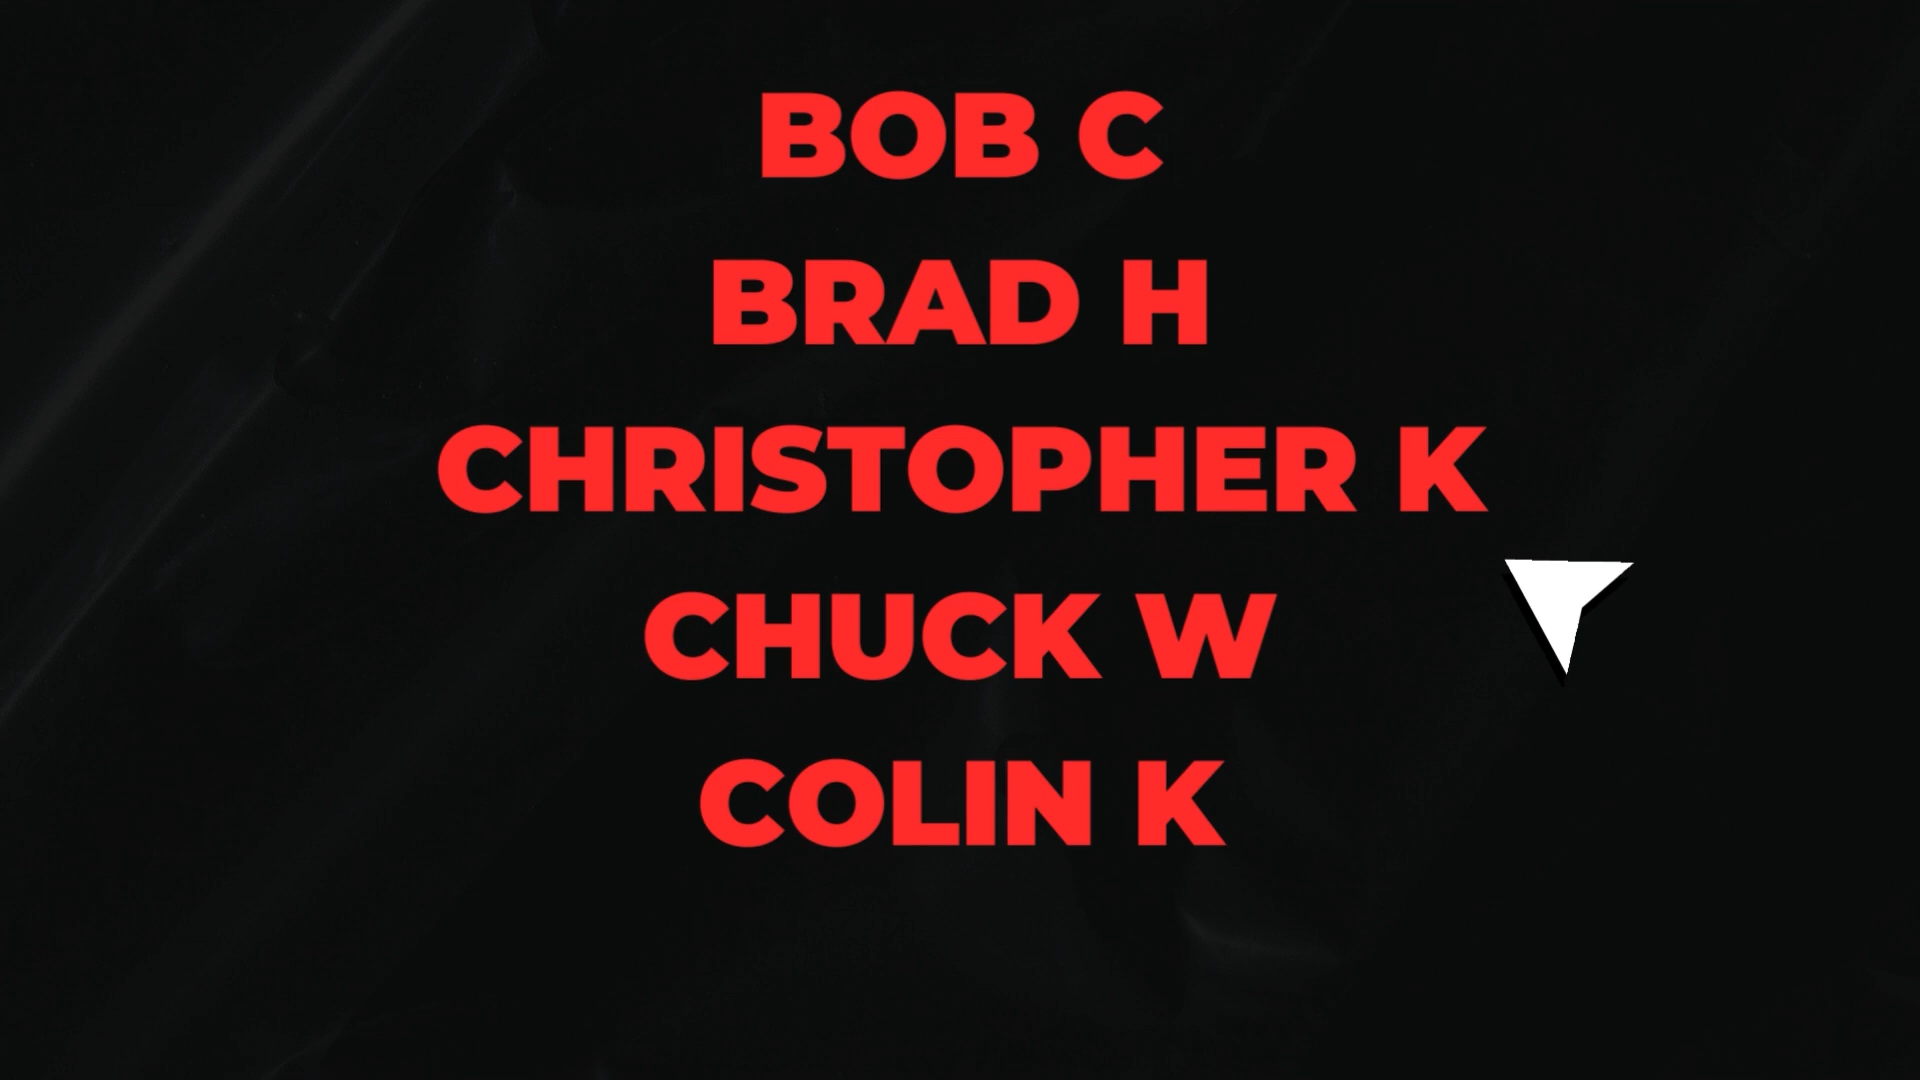 BOB C
BRAD H
CHRISTOPHER K
CHUCK W
COLIN K